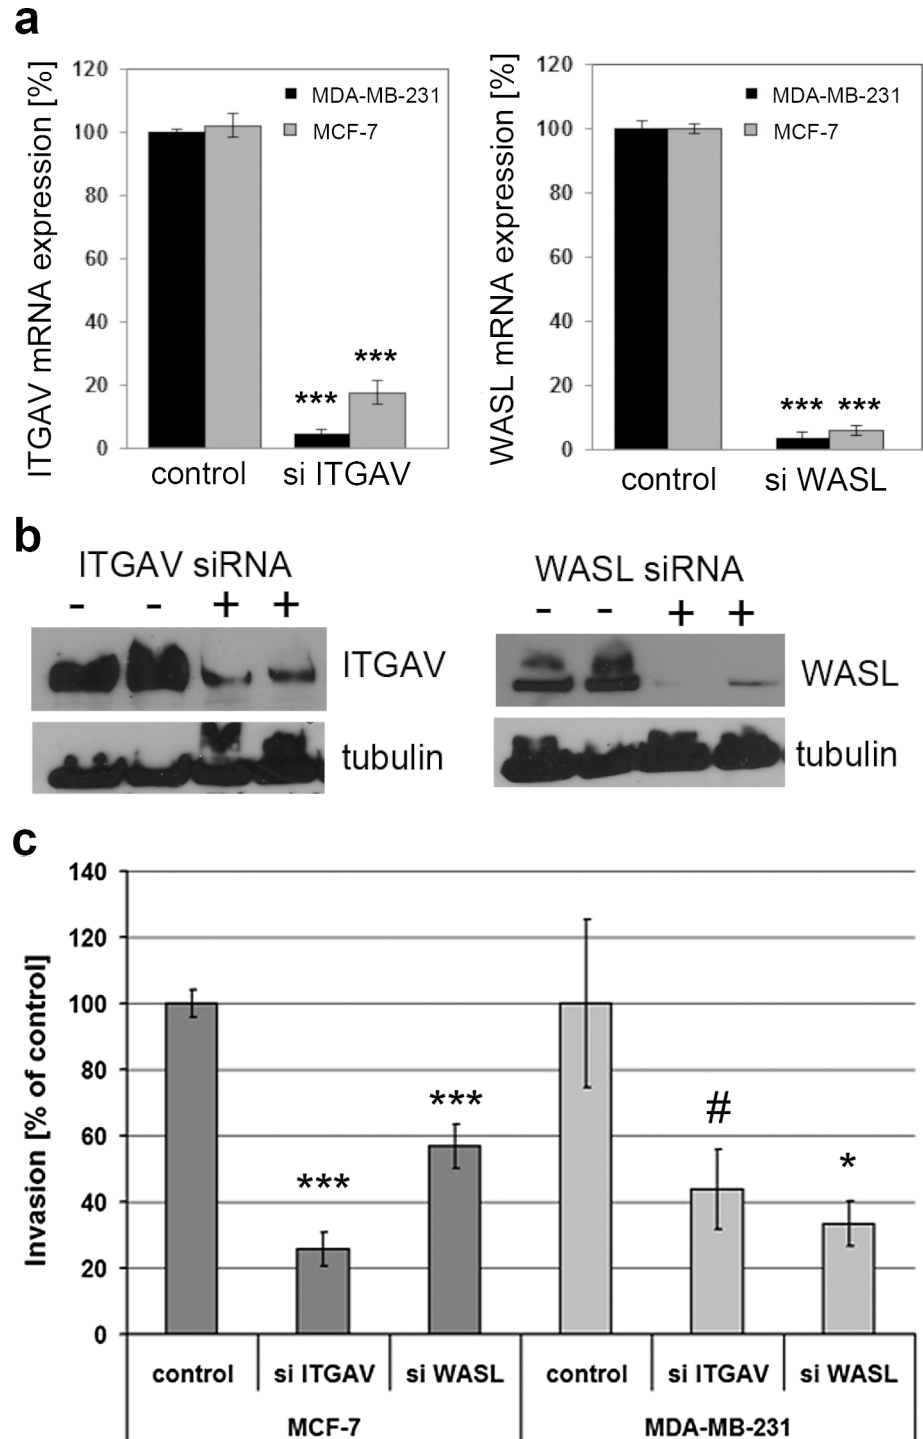 a
ITGAV mRNA expression [%]
120
100
80
60
40
20
0
MDA-MB-231
MCF-7
***
***
control
si ITGAV
WASL mRNA expression [%]
120
100
80
60
40
20
0
MDA-MB-231
MCF-7
***
***
control
si WASL
b
ITGAV siRNA
- - + +
ITGAV
tubulin
WASL siRNA
- - + +
WASL
tubulin
c
Invasion [% of control]
140
120
100
80
60
40
20
0
***
***
#
*
control
si ITGAV
si WASL
control
si ITGAV
si WASL
MCF-7
MDA-MB-231